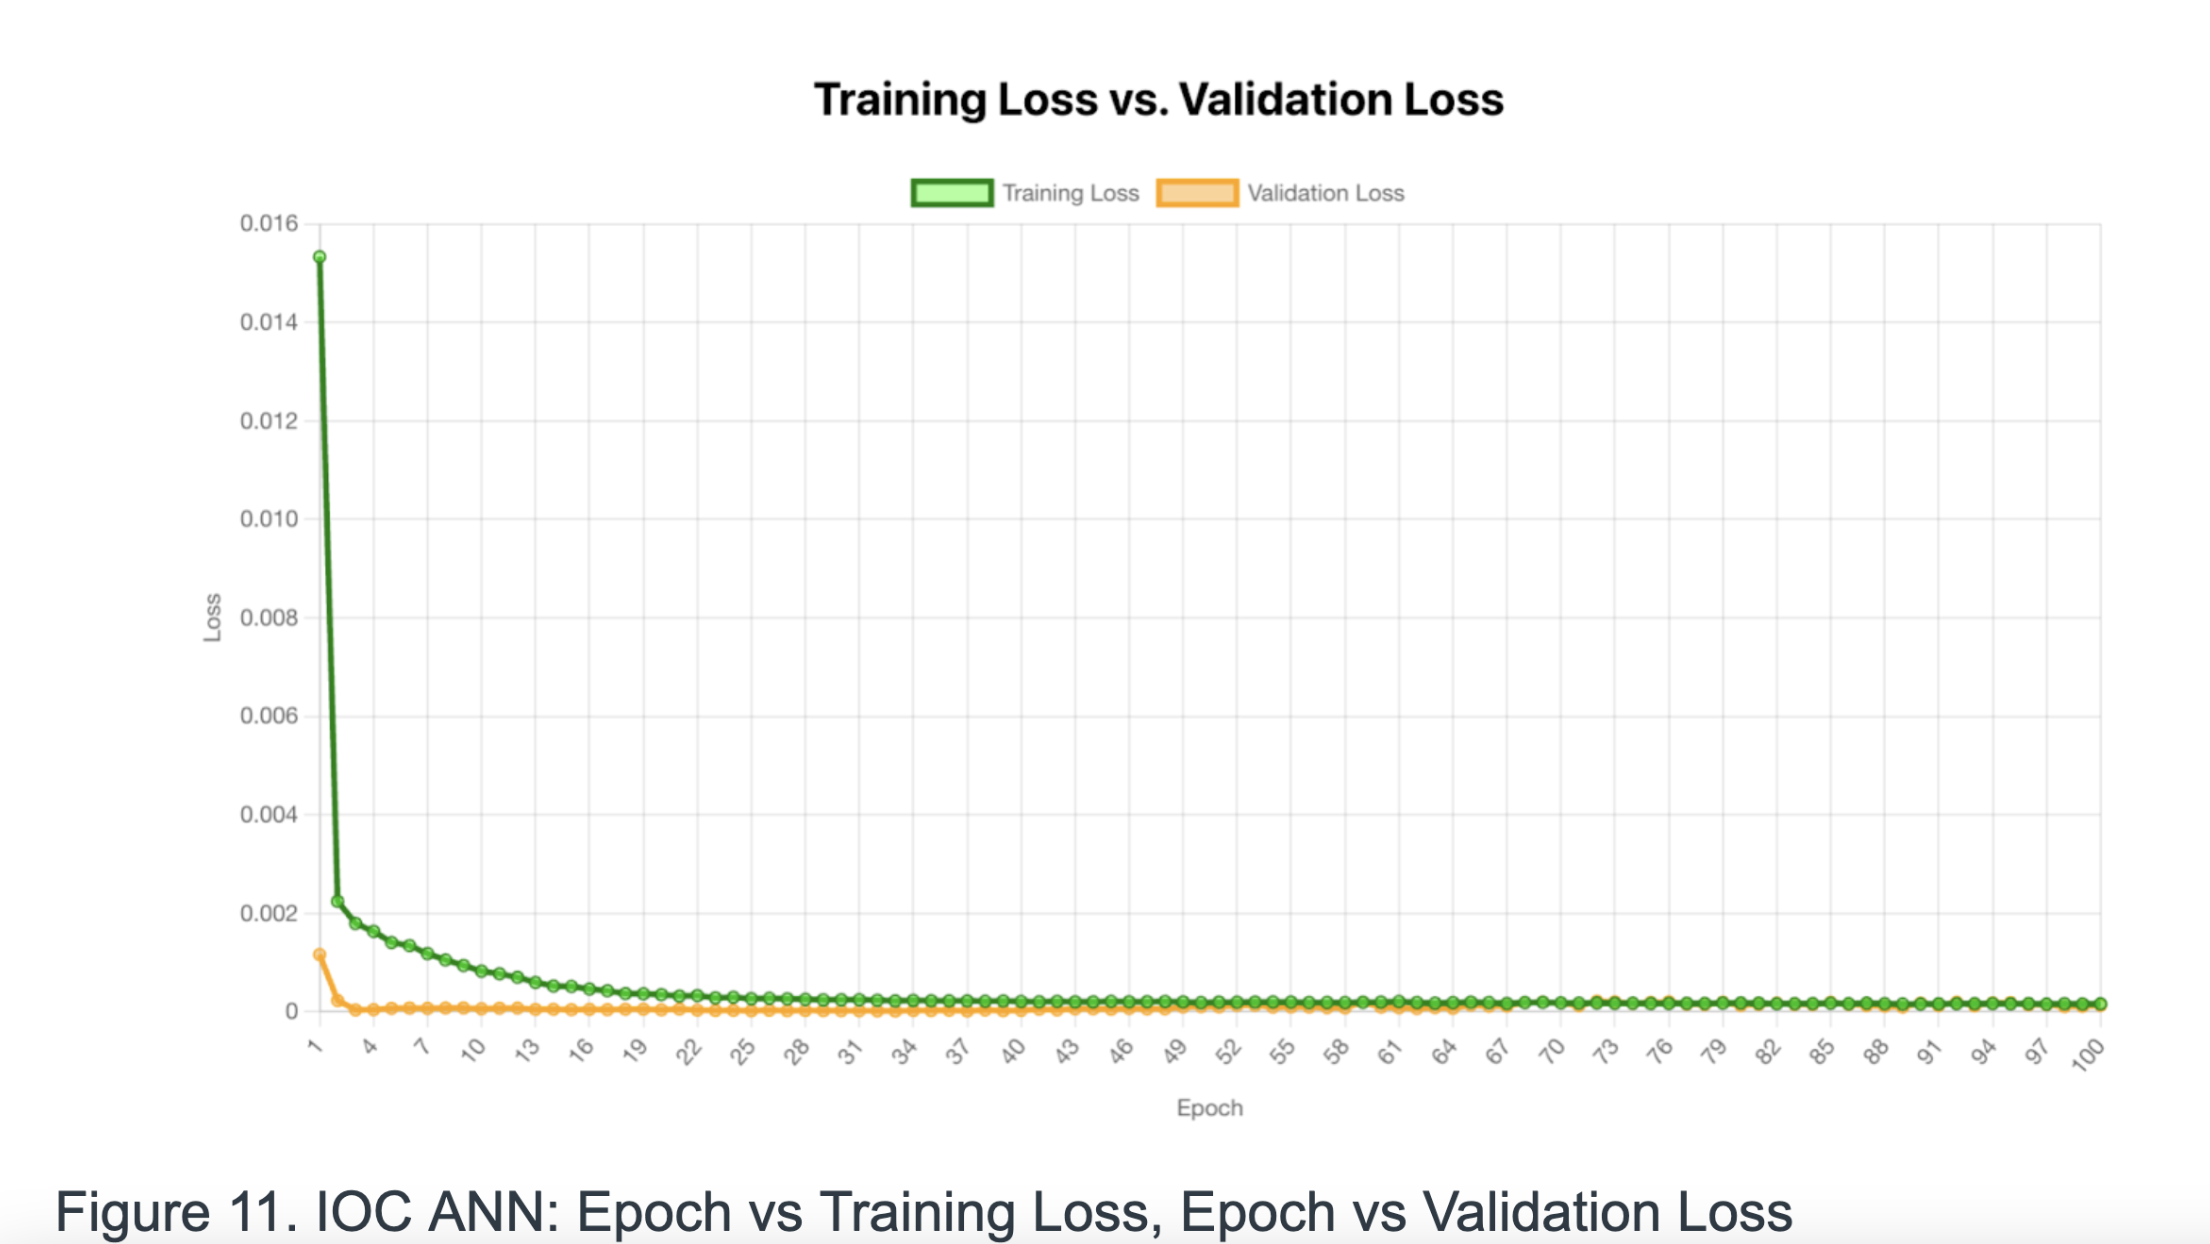 Training Loss vs. Validation Loss
Training Loss Validation Loss
0.016
0.014
0.012
0.010
0.008
0.006
0.004
0.002
0
Loss
1 4 7 10 13 16 19 22 25 28 31 34 37 40 43 46 49 52 55 58 61 64 67 70 73 76 79 82 85 88 91 94 97 100
Epoch
Figure 11. IOC ANN: Epoch vs Training Loss, Epoch vs Validation Loss